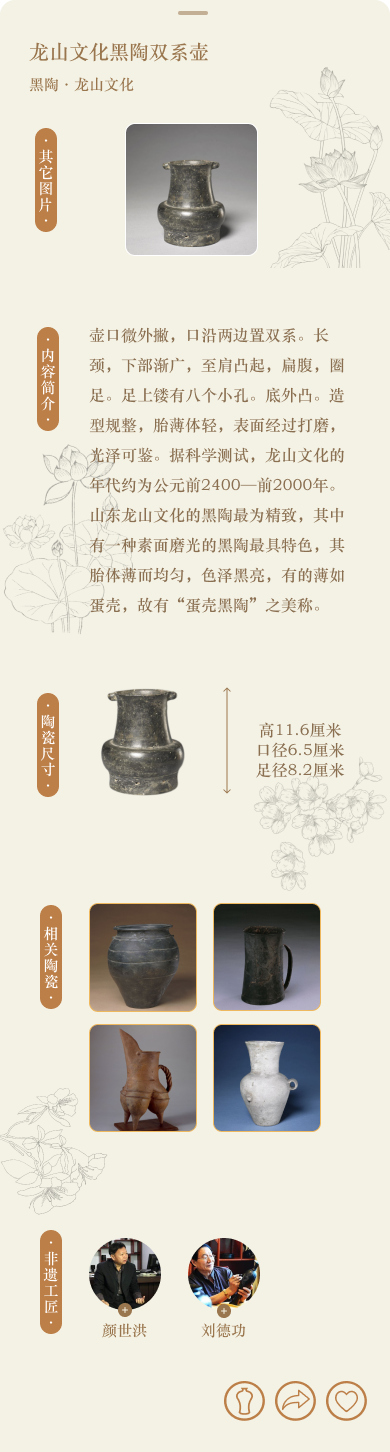 龙山文化黑陶双系壶
黑陶 · 龙山文化
· 其它图片 ·
· 内容简介 ·
壶口微外撇，口沿两边置双系。长
颈，下部渐广，至肩凸起，扁腹，圈
足。足上镂有八个小孔。底外凸。造
型规整，胎薄体轻，表面经过打磨，
光泽可鉴。据科学测试，龙山文化的
年代约为公元前2400—前2000年。
山东龙山文化的黑陶最为精致，其中
有一种素面磨光的黑陶最具特色，其
胎体薄而均匀，色泽黑亮，有的薄如
蛋壳，故有“蛋壳黑陶”之美称。
· 陶瓷尺寸 ·
高11.6厘米
口径6.5厘米
足径8.2厘米
· 相关陶瓷 ·
· 非遗工匠 ·
颜世洪
刘德功